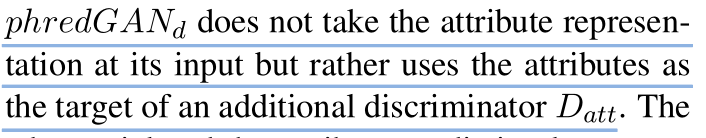 phredGAN_d does not take the attribute represen-
tation at its input but rather uses the attributes as
the target of an additional discriminator D_att. The